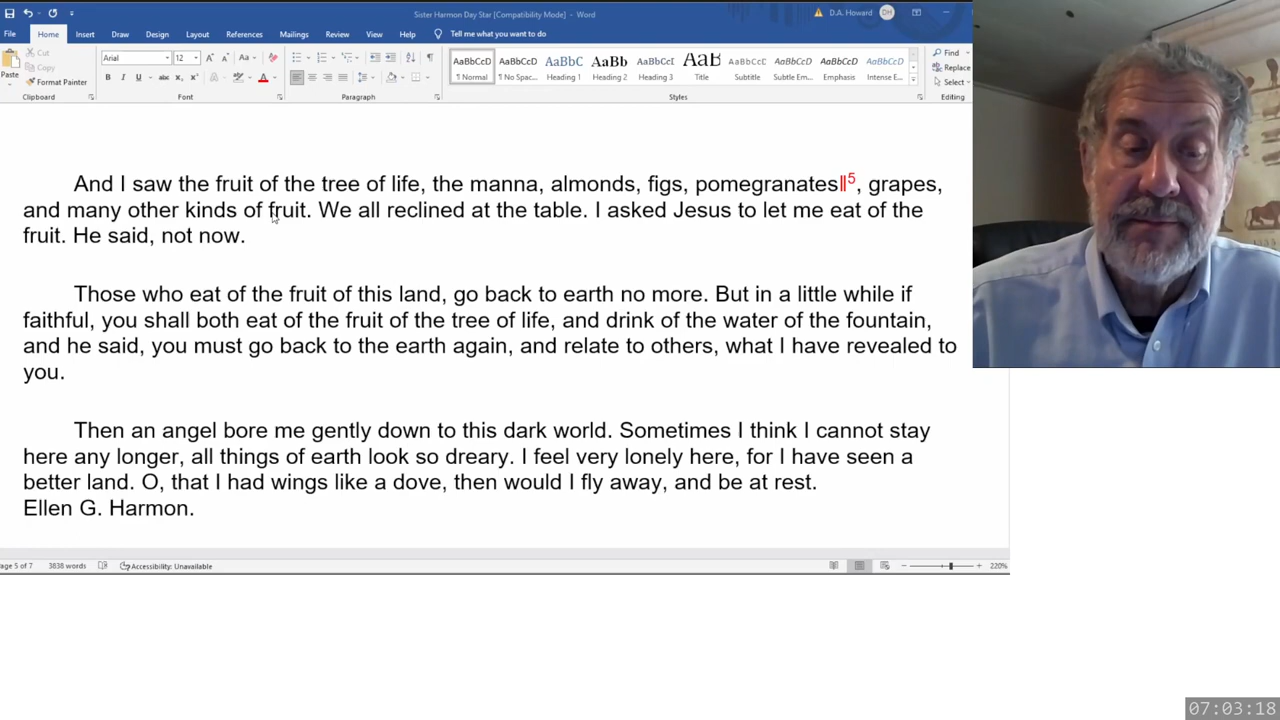 Sister Harmon Day Star [Compatibility Mode] - Word
D.A. Howard
DH
File Home Insert Draw Design Layout References Mailings Review View Help Tell me what you want to do
Cut
Copy
Paste
Format Painter
Clipboard
Arial 12
Font
Paragraph
AaBbCcD AaBbCcD AaBbC AaBb AaBbCcI AaB AaBbCcD AaBbCcD AaBbCcD AaBbCcD
¶ Normal ¶ No Spac... Heading 1 Heading 2 Heading 3 Title Subtitle Subtle Em... Emphasis Intense E...
Styles
Find
Replace
Select
Editing
And I saw the fruit of the tree of life, the manna, almonds, figs, pomegranates‖5, grapes,
and many other kinds of fruit. We all reclined at the table. I asked Jesus to let me eat of the
fruit. He said, not now.
Those who eat of the fruit of this land, go back to earth no more. But in a little while if
faithful, you shall both eat of the fruit of the tree of life, and drink of the water of the fountain,
and he said, you must go back to the earth again, and relate to others, what I have revealed to
you.
Then an angel bore me gently down to this dark world. Sometimes I think I cannot stay
here any longer, all things of earth look so dreary. I feel very lonely here, for I have seen a
better land. O, that I had wings like a dove, then would I fly away, and be at rest.
Ellen G. Harmon.
age 5 of 7 3838 words Accessibility: Unavailable 220%
07:03:18